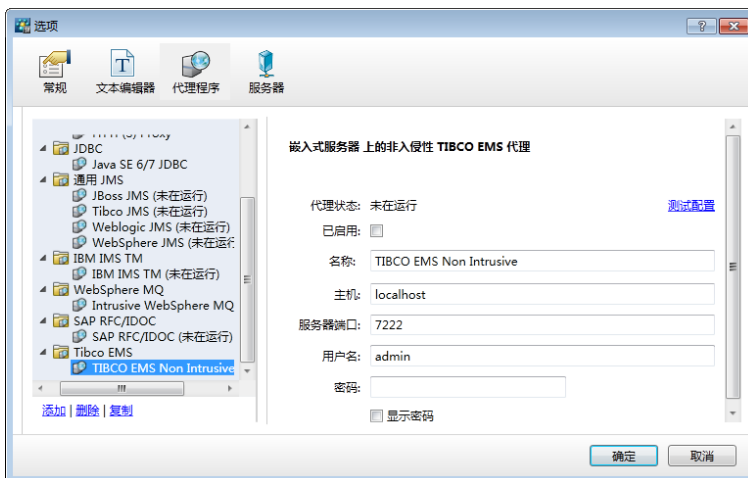 选项
常规
文本编辑器
代理程序
服务器
JDBC
Java SE 6/7 JDBC
通用 JMS
JBoss JMS (未在运行)
Tibco JMS (未在运行)
Weblogic JMS (未在运行)
WebSphere JMS (未在运行
IBM IMS TM
IBM IMS TM (未在运行)
WebSphere MQ
Intrusive WebSphere MQ
SAP RFC/IDOC
SAP RFC/IDOC (未在运行)
Tibco EMS
TIBCO EMS Non Intrusive
添加 | 删除 | 复制
嵌入式服务器 上的非入侵性 TIBCO EMS 代理
代理状态: 未在运行 测试配置
已启用:
名称: TIBCO EMS Non Intrusive
主机: localhost
服务器端口: 7222
用户名: admin
密码:
显示密码
确定 取消